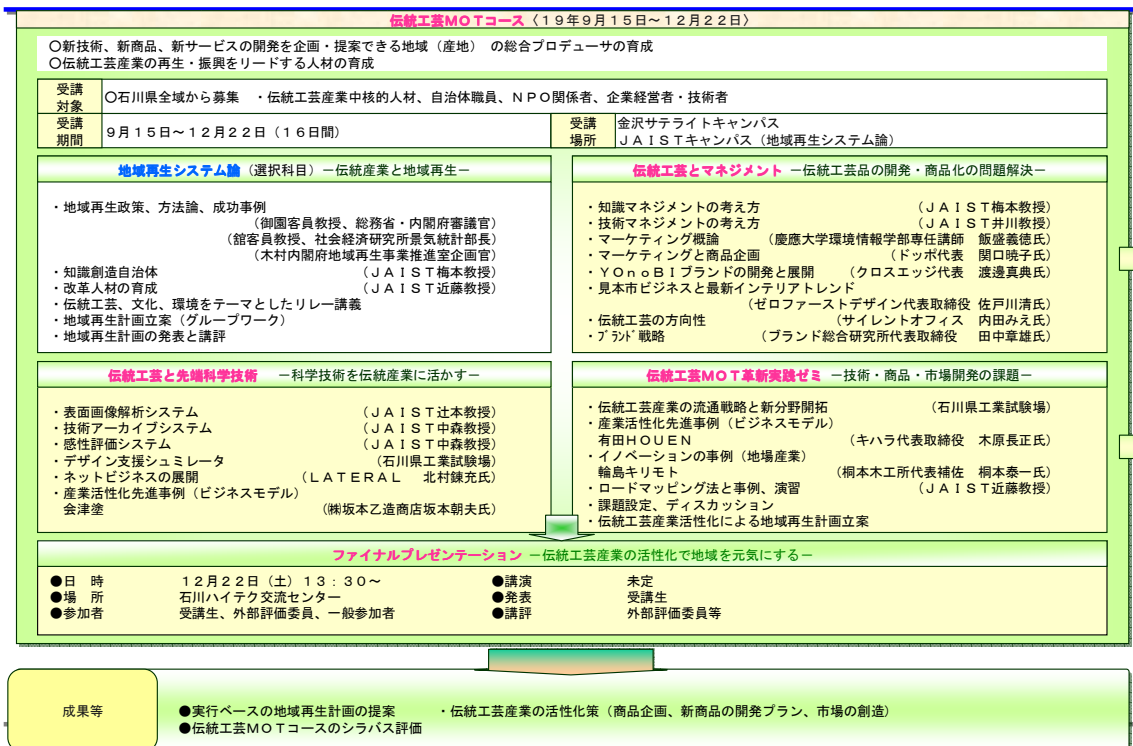 伝統工芸MOTコース〈19年9月15日~12月22日〉
○新技術、新商品、新サービスの開発を企画・提案できる地域（産地） の総合プロデューサの育成
○伝統工芸産業の再生・振興をリードする人材の育成
受講
対象
○石川県全域から募集　・伝統工芸産業中核的人材、自治体職員、NPO関係者、企業経営者・技術者
受講
期間
9月15日~12月22日（16日間）
受講
場所
金沢サテライトキャンパス
JAISTキャンパス（地域再生システム論）
地域再生システム論（選択科目）－伝統産業と地域再生－
・地域再生政策、方法論、成功事例
（御園客員教授、総務省・内閣府審議官）
（舘客員教授、社会経済研究所景気統計部長）
（木村内閣府地域再生事業推進室企画官）
・知識創造自治体　（JAIST梅本教授）
・改革人材の育成　（JAIST近藤教授）
・伝統工芸、文化、環境をテーマとしたリレー講義
・地域再生計画立案（グループワーク）
・地域再生計画の発表と講評
伝統工芸とマネジメント －伝統工芸品の開発・商品化の問題解決－
・知識マネジメントの考え方　（JAIST梅本教授）
・技術マネジメントの考え方　（JAIST井川教授）
・マーケティング概論　（慶應大学環境情報学部専任講師　飯盛義徳氏）
・マーケティングと商品企画　（ドッポ代表　関口暁子氏）
・YOnoBIブランドの開発と展開　（クロスエッジ代表　渡邊真典氏）
・見本市ビジネスと最新インテリアトレンド
（ゼロファーストデザイン代表取締役 佐戸川清氏）
・伝統工芸の方向性　（サイレントオフィス　内田みえ氏）
・ﾌﾞﾗﾝﾄﾞ戦略　（ブランド総合研究所代表取締役　田中章雄氏）
伝統工芸と先端科学技術　－科学技術を伝統産業に活かす－
・表面画像解析システム　（JAIST辻本教授）
・技術アーカイブシステム　（JAIST中森教授）
・感性評価システム　（JAIST中森教授）
・デザイン支援シュミレータ　（石川県工業試験場）
・ネットビジネスの展開　（LATERAL　北村錬充氏）
・産業活性化先進事例（ビジネスモデル）
会津塗　（㈱坂本乙造商店坂本朝夫氏）
伝統工芸MOT革新実践ゼミ －技術・商品・市場開発の課題－
・伝統工芸産業の流通戦略と新分野開拓　（石川県工業試験場）
・産業活性化先進事例（ビジネスモデル）
有田HOUEN　（キハラ代表取締役　木原長正氏）
・イノベーションの事例（地場産業）
輪島キリモト　（桐本木工所代表補佐　桐本泰一氏）
・ロードマッピング法と事例、演習　（JAIST近藤教授）
・課題設定、ディスカッション
・伝統工芸産業活性化による地域再生計画立案
ファイナルプレゼンテーション －伝統工芸産業の活性化で地域を元気にする－
●日　時　12月22日（土）13：30~
●場　所　石川ハイテク交流センター
●参加者　受講生、外部評価委員、一般参加者
●講演　未定
●発表　受講生
●講評　外部評価委員等
成果等
●実行ベースの地域再生計画の提案　・伝統工芸産業の活性化策（商品企画、新商品の開発プラン、市場の創造）
●伝統工芸MOTコースのシラバス評価